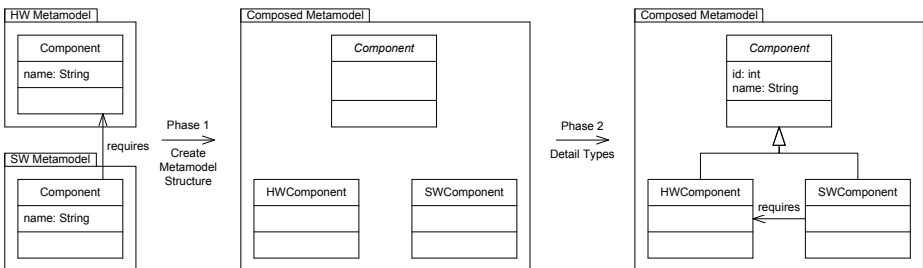 HW Metamodel
Component
name: String
requires
SW Metamodel
Component
name: String
Phase 1
Create
Metamodel
Structure
Composed Metamodel
Component
HWComponent
SWComponent
Phase 2
Detail Types
Composed Metamodel
Component
id: int
name: String
HWComponent
requires
SWComponent